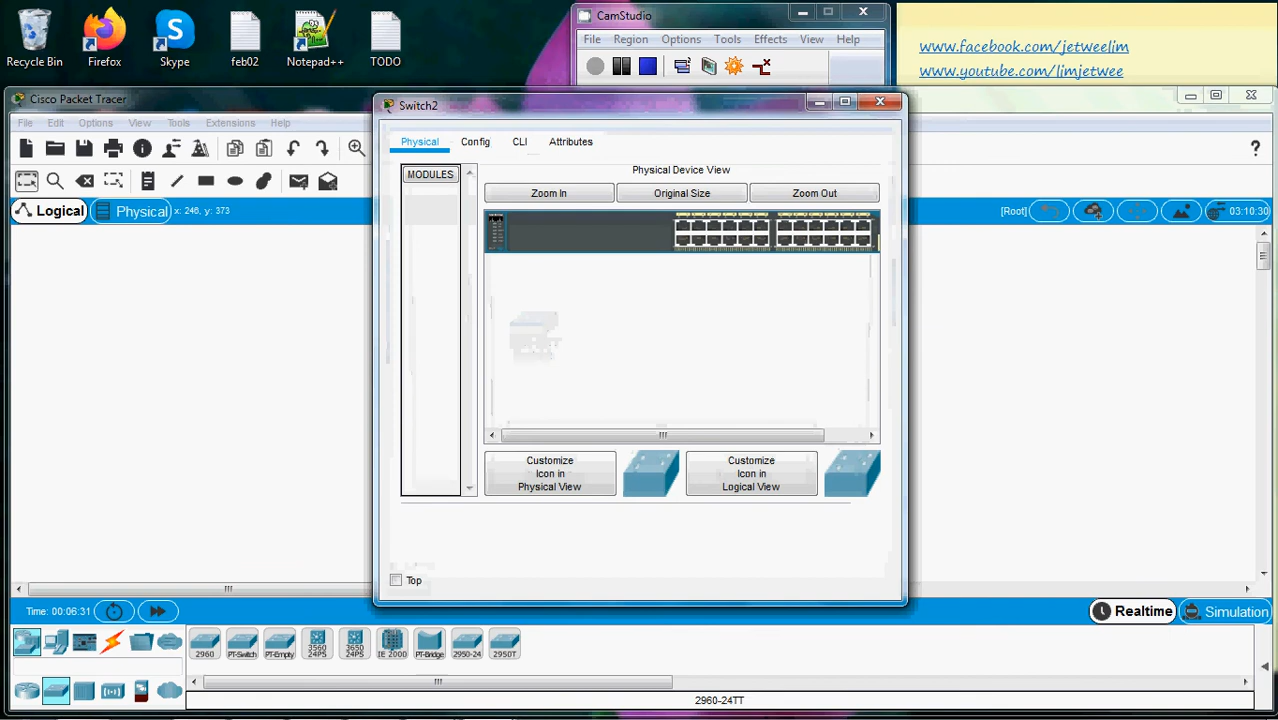 CamStudio
File Region Options Tools Effects View Help
www.facebook.com/jetweelim
www.youtube.com/limjetwee
Recycle Bin
Firefox
Skype
feb02
Notepad++
TODO
Cisco Packet Tracer
File Edit Options View Tools Extensions Help
?
Logical
Physical
x: 246, y: 373
[Root]
03:10:30
Switch2
Physical Config CLI Attributes
MODULES
Physical Device View
Zoom In
Original Size
Zoom Out
Customize
Icon in
Physical View
Customize
Icon in
Logical View
Top
Time: 00:06:31
Realtime
Simulation
2960
PT-Switch
PT-Empty
3560
24PS
3650
24PS
IE 2000
PT-Bridge
2950-24
2950T
2960-24TT